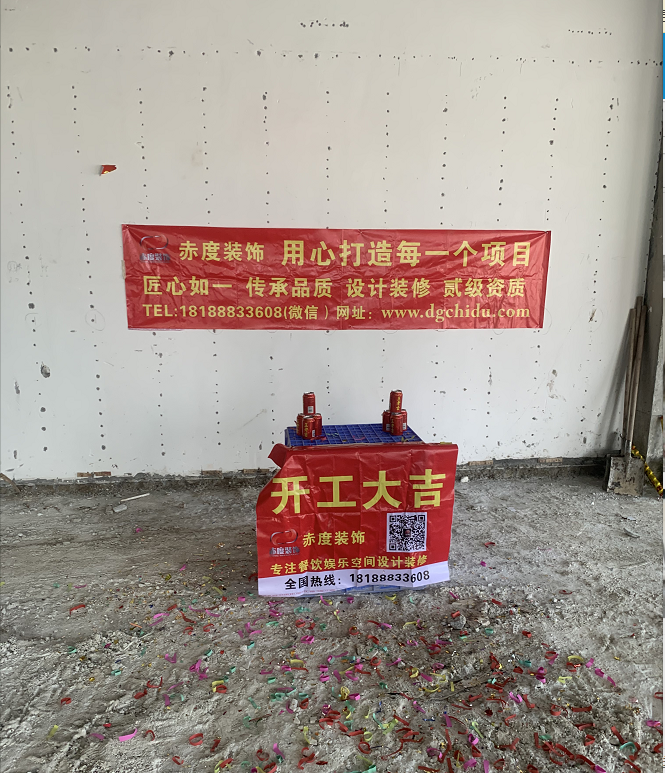 赤度装饰 用心打造每一个项目
匠心如一 传承品质 设计装修 贰级资质
TEL:18188833608(微信) 网址: www.dgchidu.com
开工大吉
赤度装饰
专注餐饮娱乐空间设计装修
全国热线: 18188833608